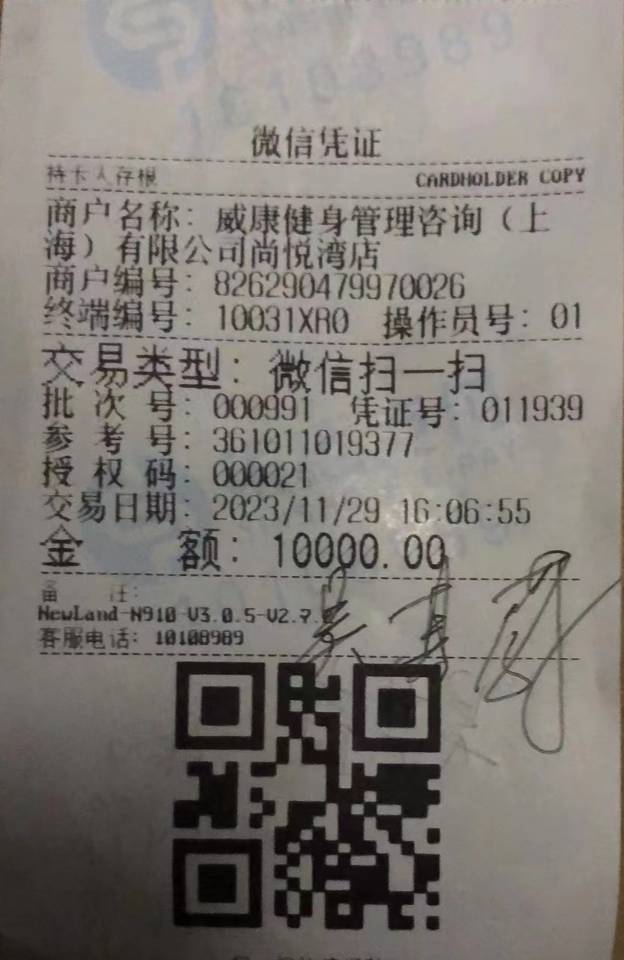 微信凭证
持卡人存根 CARDHOLDER COPY
商户名称: 威康健身管理咨询（上
海）有限公司尚悦湾店
商户编号: 826290479970026
终端编号: 10031XR0 操作员号: 01
交易类型: 微信扫一扫
批 次 号: 000991 凭证号: 011939
参 考 号: 361011019377
授 权 码: 000021
交易日期: 2023/11/29 16:06:55
金 额: 10000.00
备 注:
NewLand-N910-V3.0.5-V2.7.
客服电话: 10108989